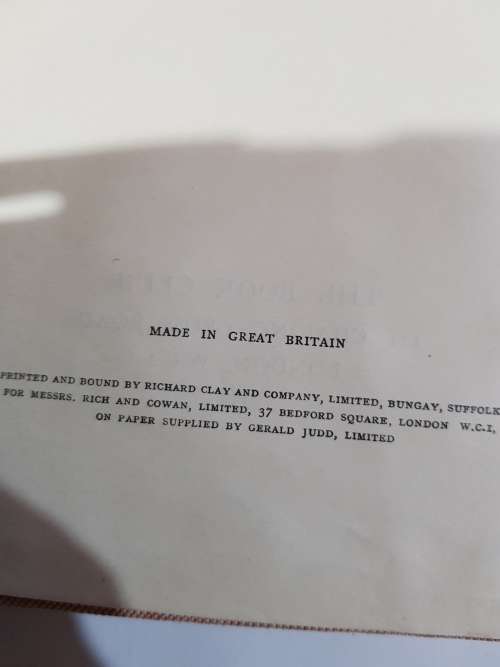 MADE IN GREAT BRITAIN
PRINTED AND BOUND BY RICHARD CLAY AND COMPANY, LIMITED, BUNGAY, SUFFOLK
FOR MESSRS. RICH AND COWAN, LIMITED, 37 BEDFORD SQUARE, LONDON W.C.1,
ON PAPER SUPPLIED BY GERALD JUDD, LIMITED